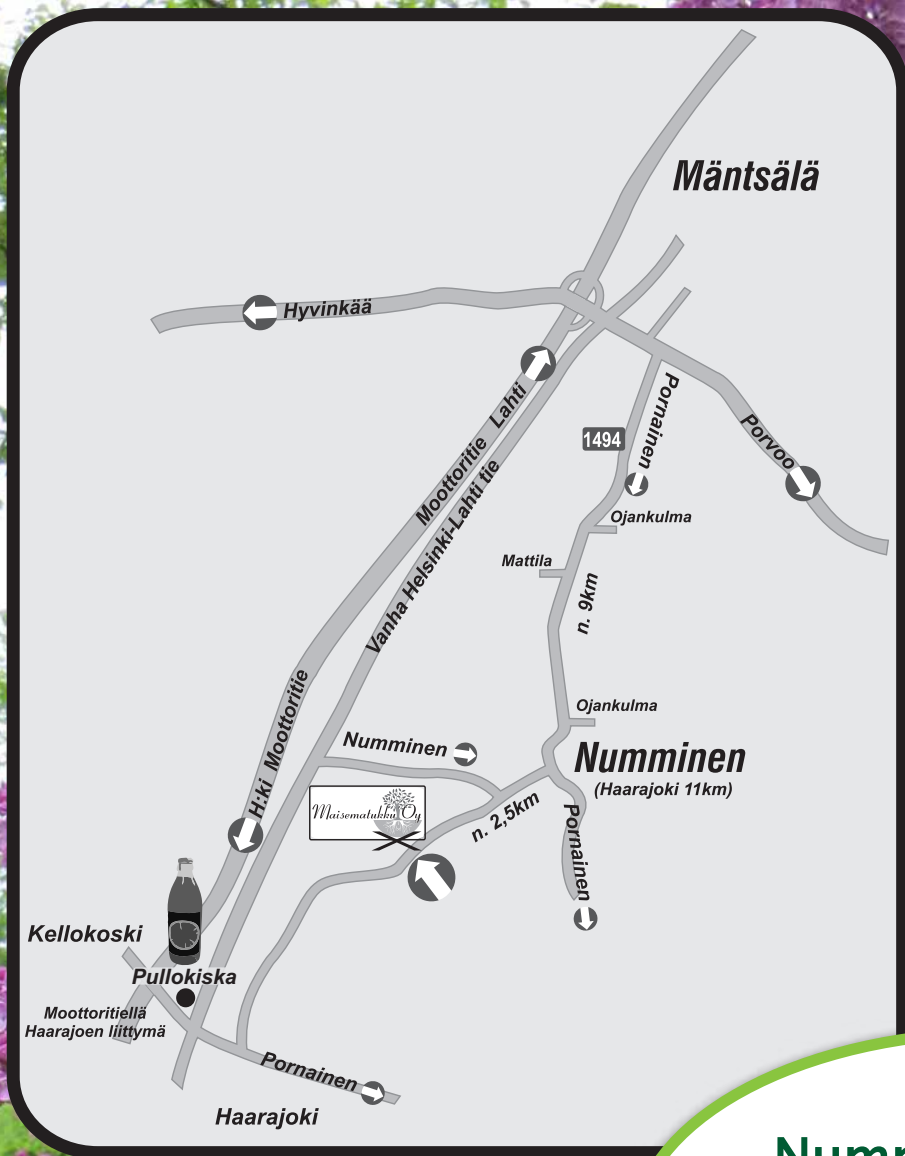 Mäntsälä
Hyvinkää
Moottoritie Lahti
Vanha Helsinki-Lahti tie
1494
Pornainen
Porvoo
Ojankulma
Mattila
n. 9km
H:ki Moottoritie
Ojankulma
Numminen
Numminen
(Haarajoki 11km)
Maisematukku Oy
n. 2,5km
Pornainen
Kellokoski
Pullokiska
Moottoritiellä
Haarajoen liittymä
Pornainen
Haarajoki